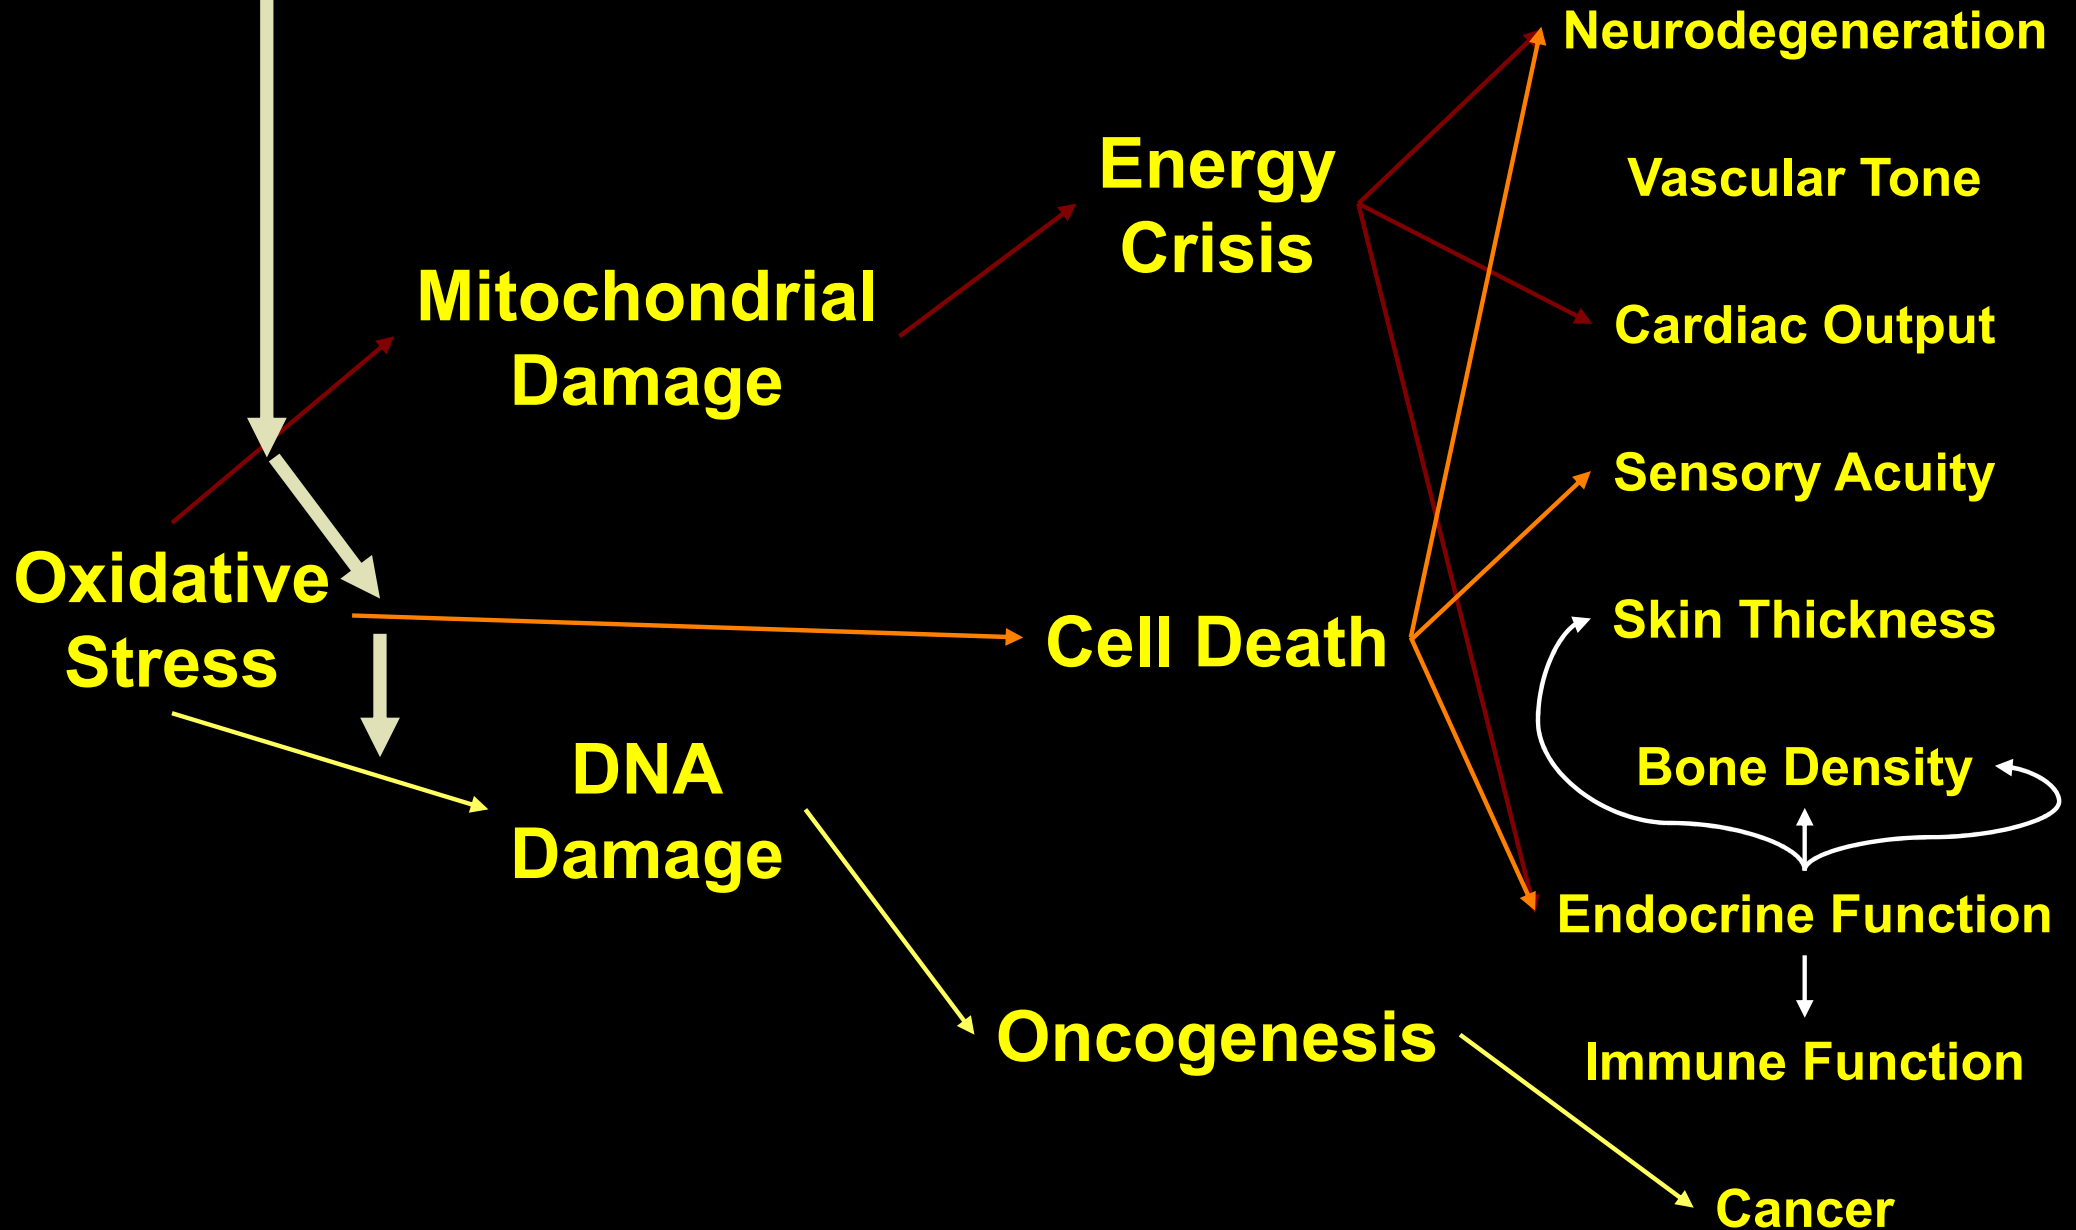 Neurodegeneration
Energy
Crisis
Vascular Tone
Mitochondrial
Damage
Cardiac Output
Sensory Acuity
Oxidative
Stress
Cell Death
Skin Thickness
DNA
Damage
Bone Density
Endocrine Function
Oncogenesis
Immune Function
Cancer